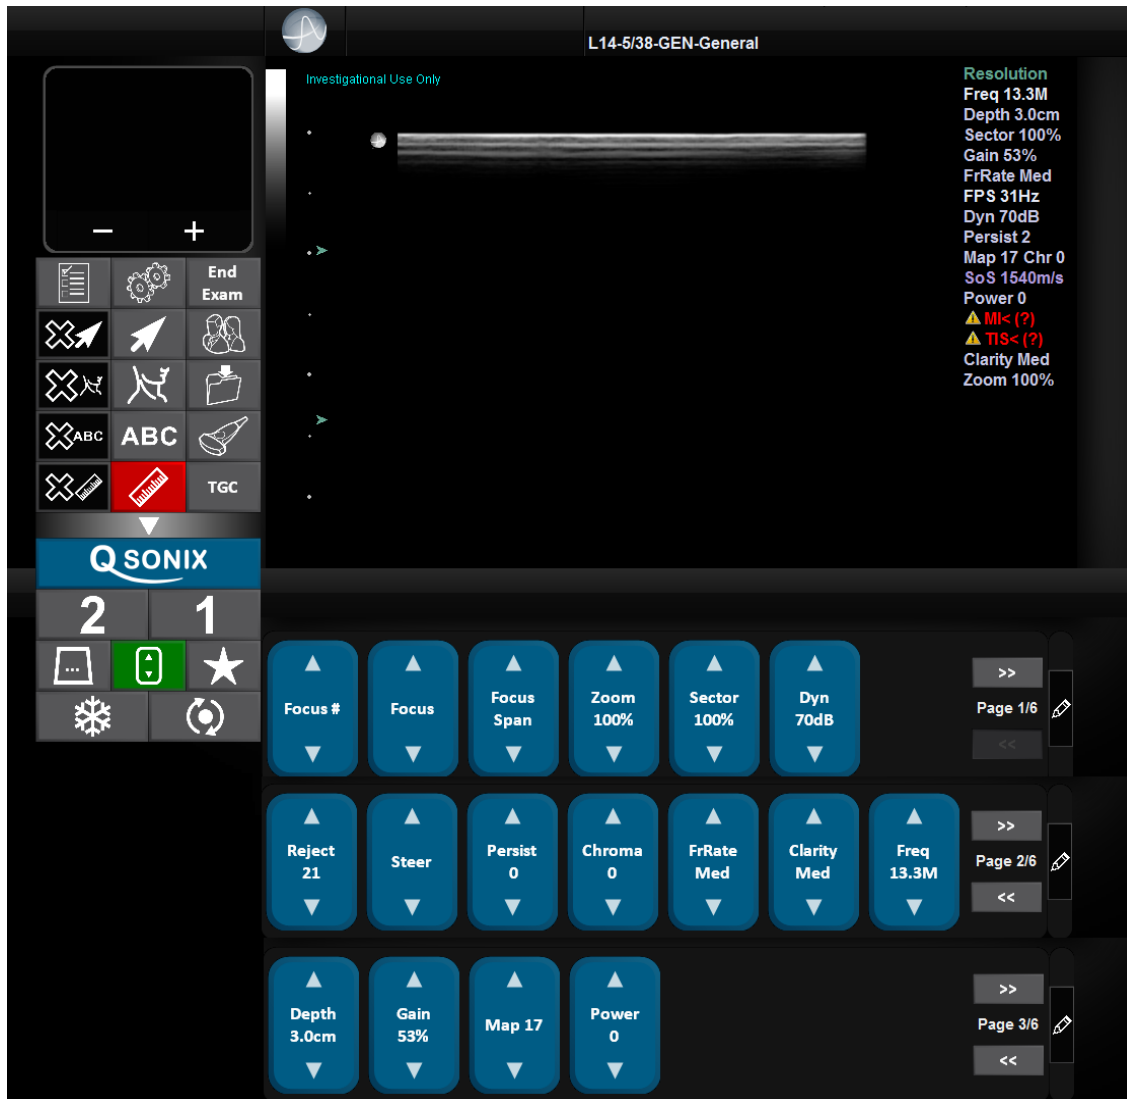 L14-5/38-GEN-General
Investigational Use Only
Resolution
Freq 13.3M
Depth 3.0cm
Sector 100%
Gain 53%
FrRate Med
FPS 31Hz
Dyn 70dB
Persist 2
Map 17 Chr 0
SoS 1540m/s
Power 0
MI< (?)
TIS< (?)
Clarity Med
Zoom 100%
− +
End
Exam
ABC
ABC
TGC
QSONIX
2 1
...
Focus #
Focus
Focus
Span
Zoom
100%
Sector
100%
Dyn
70dB
>>
Page 1/6
<<
Reject
21
Steer
Persist
0
Chroma
0
FrRate
Med
Clarity
Med
Freq
13.3M
>>
Page 2/6
<<
Depth
3.0cm
Gain
53%
Map 17
Power
0
>>
Page 3/6
<<